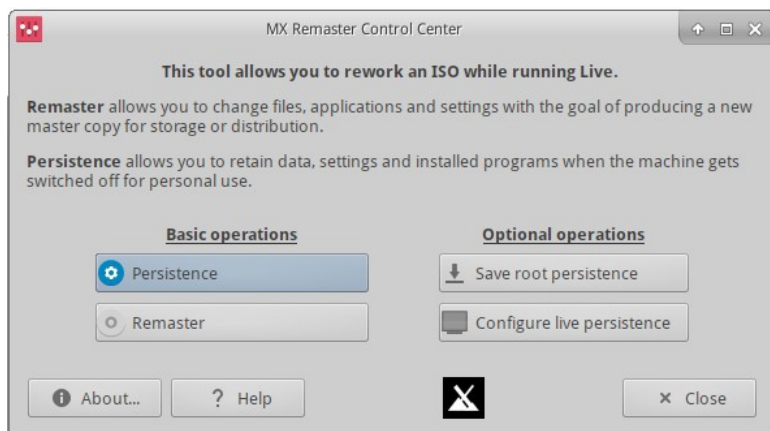 MX Remaster Control Center
This tool allows you to rework an ISO while running Live.
Remaster allows you to change files, applications and settings with the goal of producing a new
master copy for storage or distribution.
Persistence allows you to retain data, settings and installed programs when the machine gets
switched off for personal use.
Basic operations
Optional operations
Persistence
Save root persistence
Remaster
Configure live persistence
About...
Help
Close